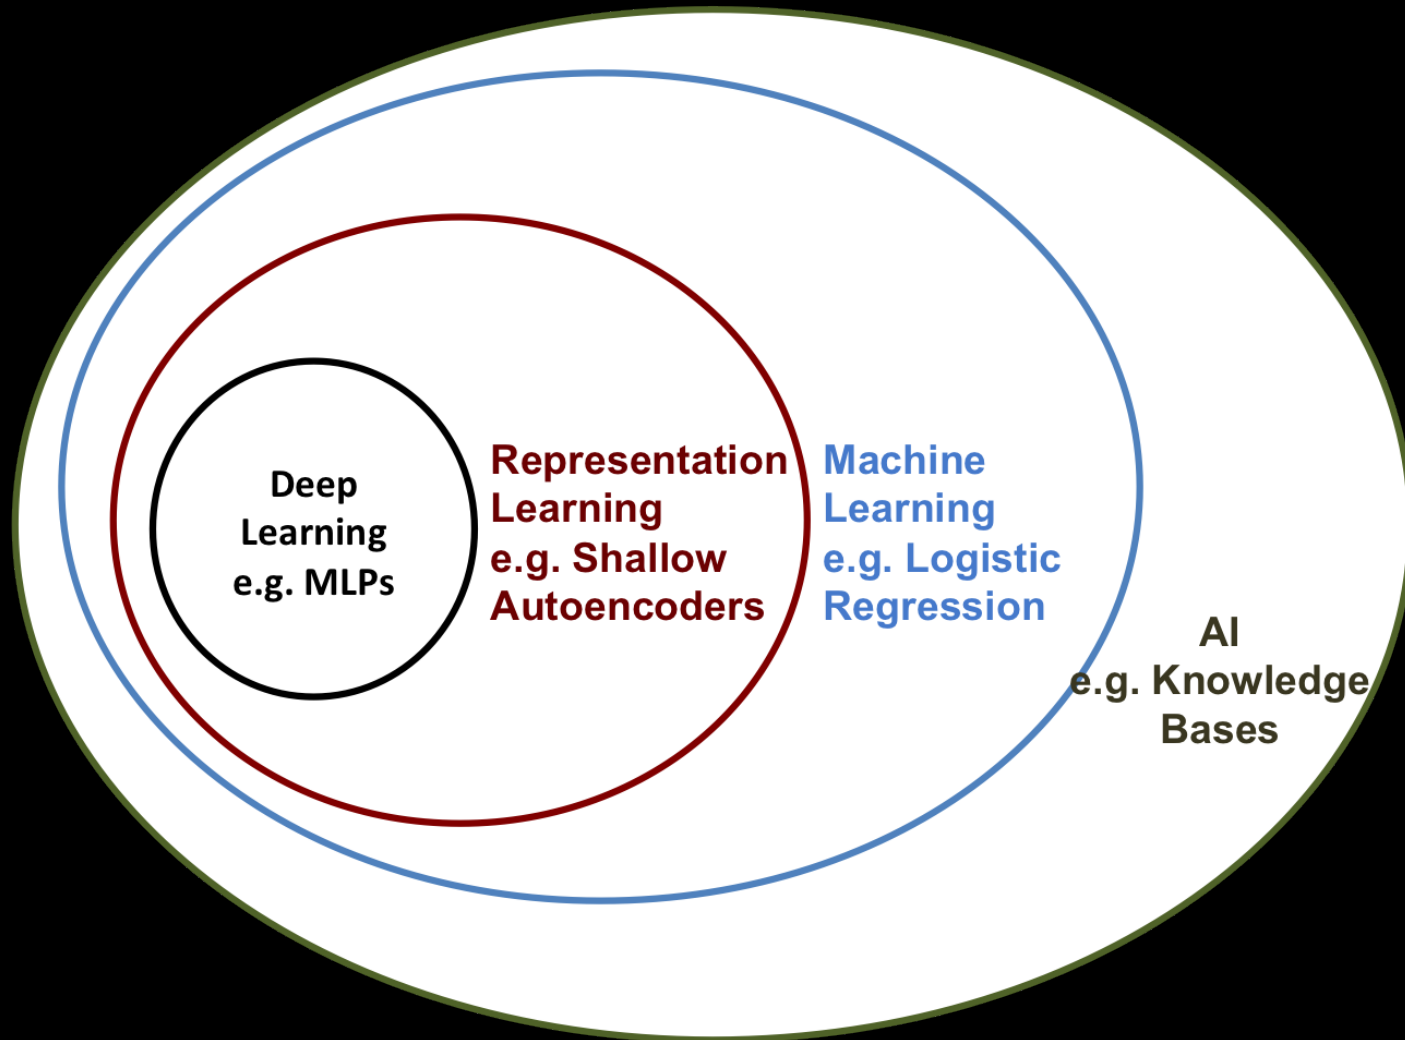 Deep
Learning
e.g. MLPs
Representation
Learning
e.g. Shallow
Autoencoders
Machine
Learning
e.g. Logistic
Regression
AI
e.g. Knowledge
Bases